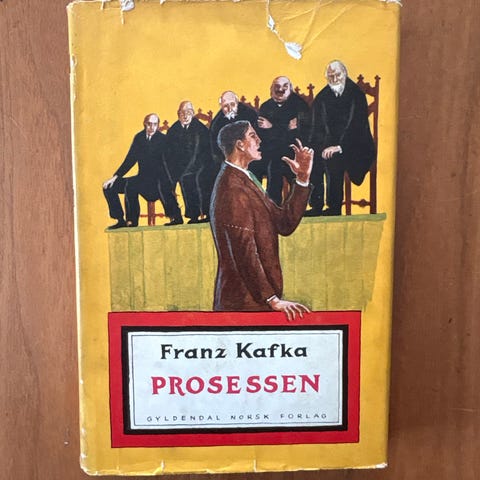 Franz Kafka
PROSESSEN
GYLDENDAL NORSK FORLAG